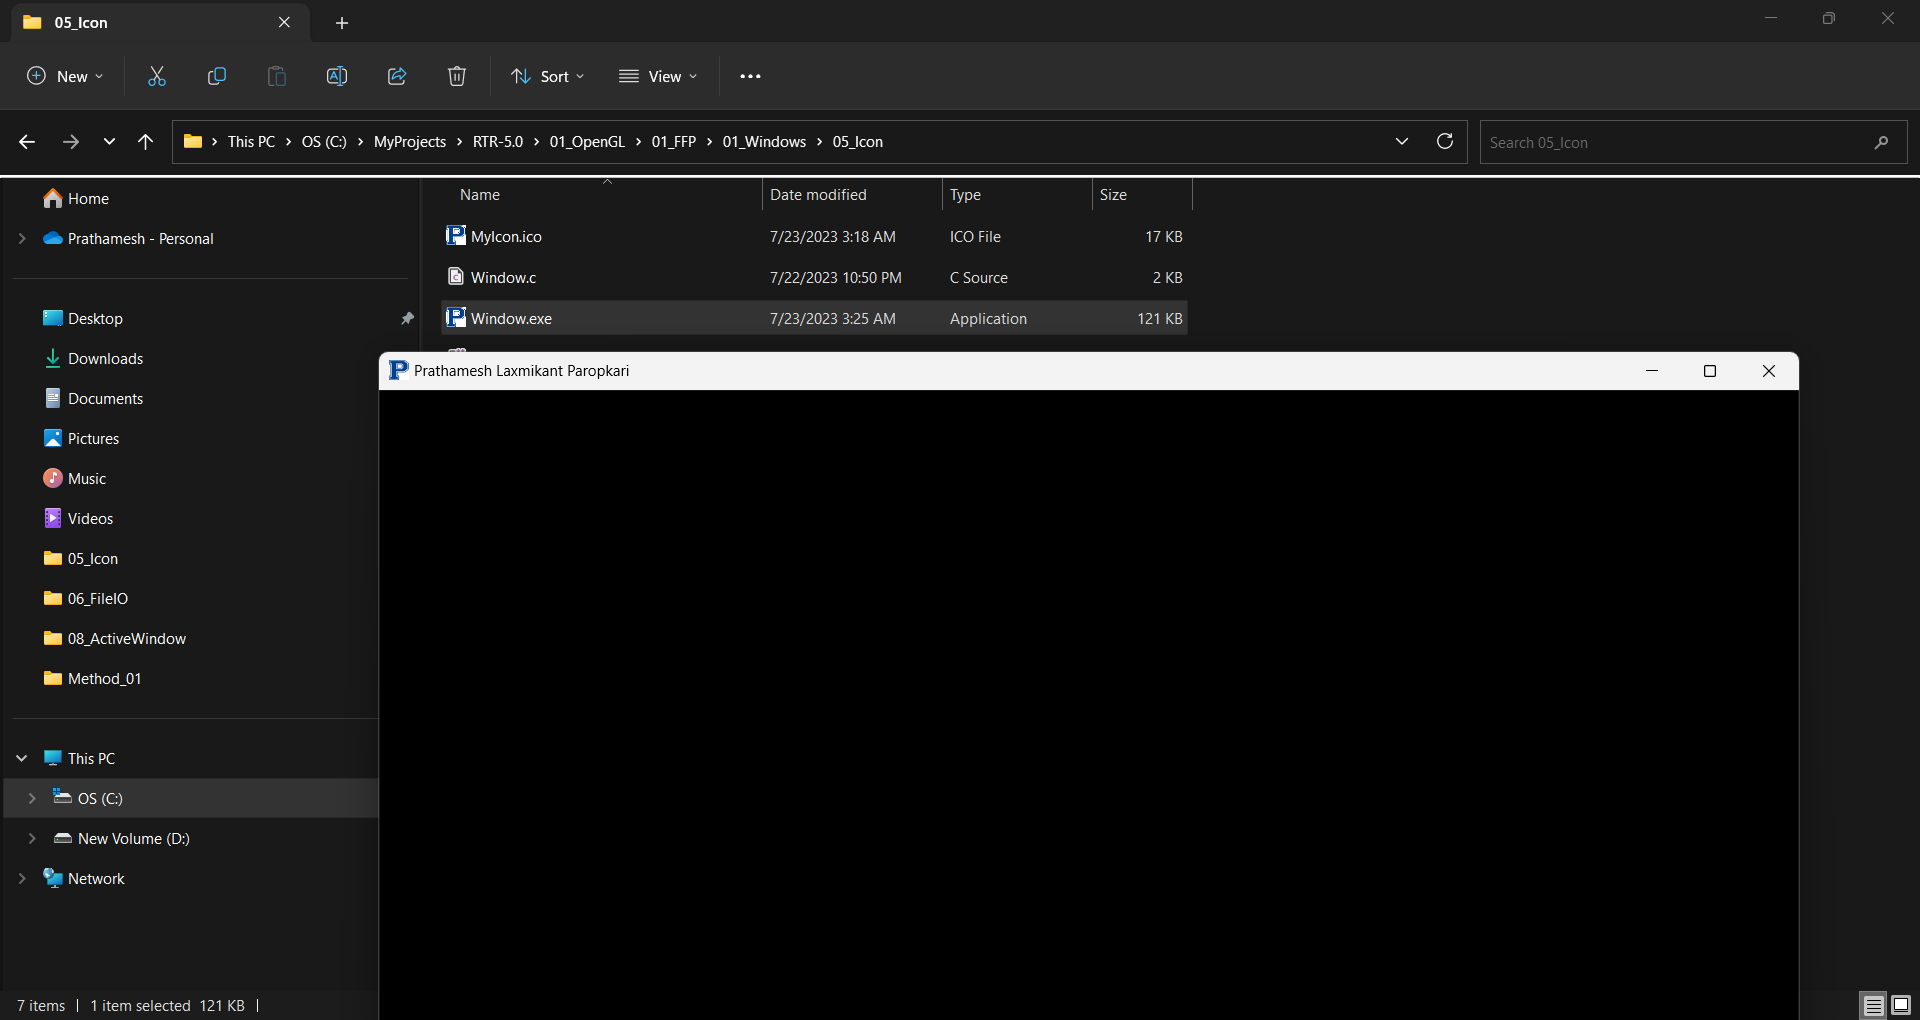 05_Icon
New
Sort
View
This PC > OS (C:) > MyProjects > RTR-5.0 > 01_OpenGL > 01_FFP > 01_Windows > 05_Icon
Search 05_Icon
Home
Prathamesh - Personal
Desktop
Downloads
Documents
Pictures
Music
Videos
05_Icon
06_FileIO
08_ActiveWindow
Method_01
This PC
OS (C:)
New Volume (D:)
Network
Name Date modified Type Size
MyIcon.ico 7/23/2023 3:18 AM ICO File 17 KB
Window.c 7/22/2023 10:50 PM C Source 2 KB
Window.exe 7/23/2023 3:25 AM Application 121 KB
P Prathamesh Laxmikant Paropkari
7 items | 1 item selected 121 KB |